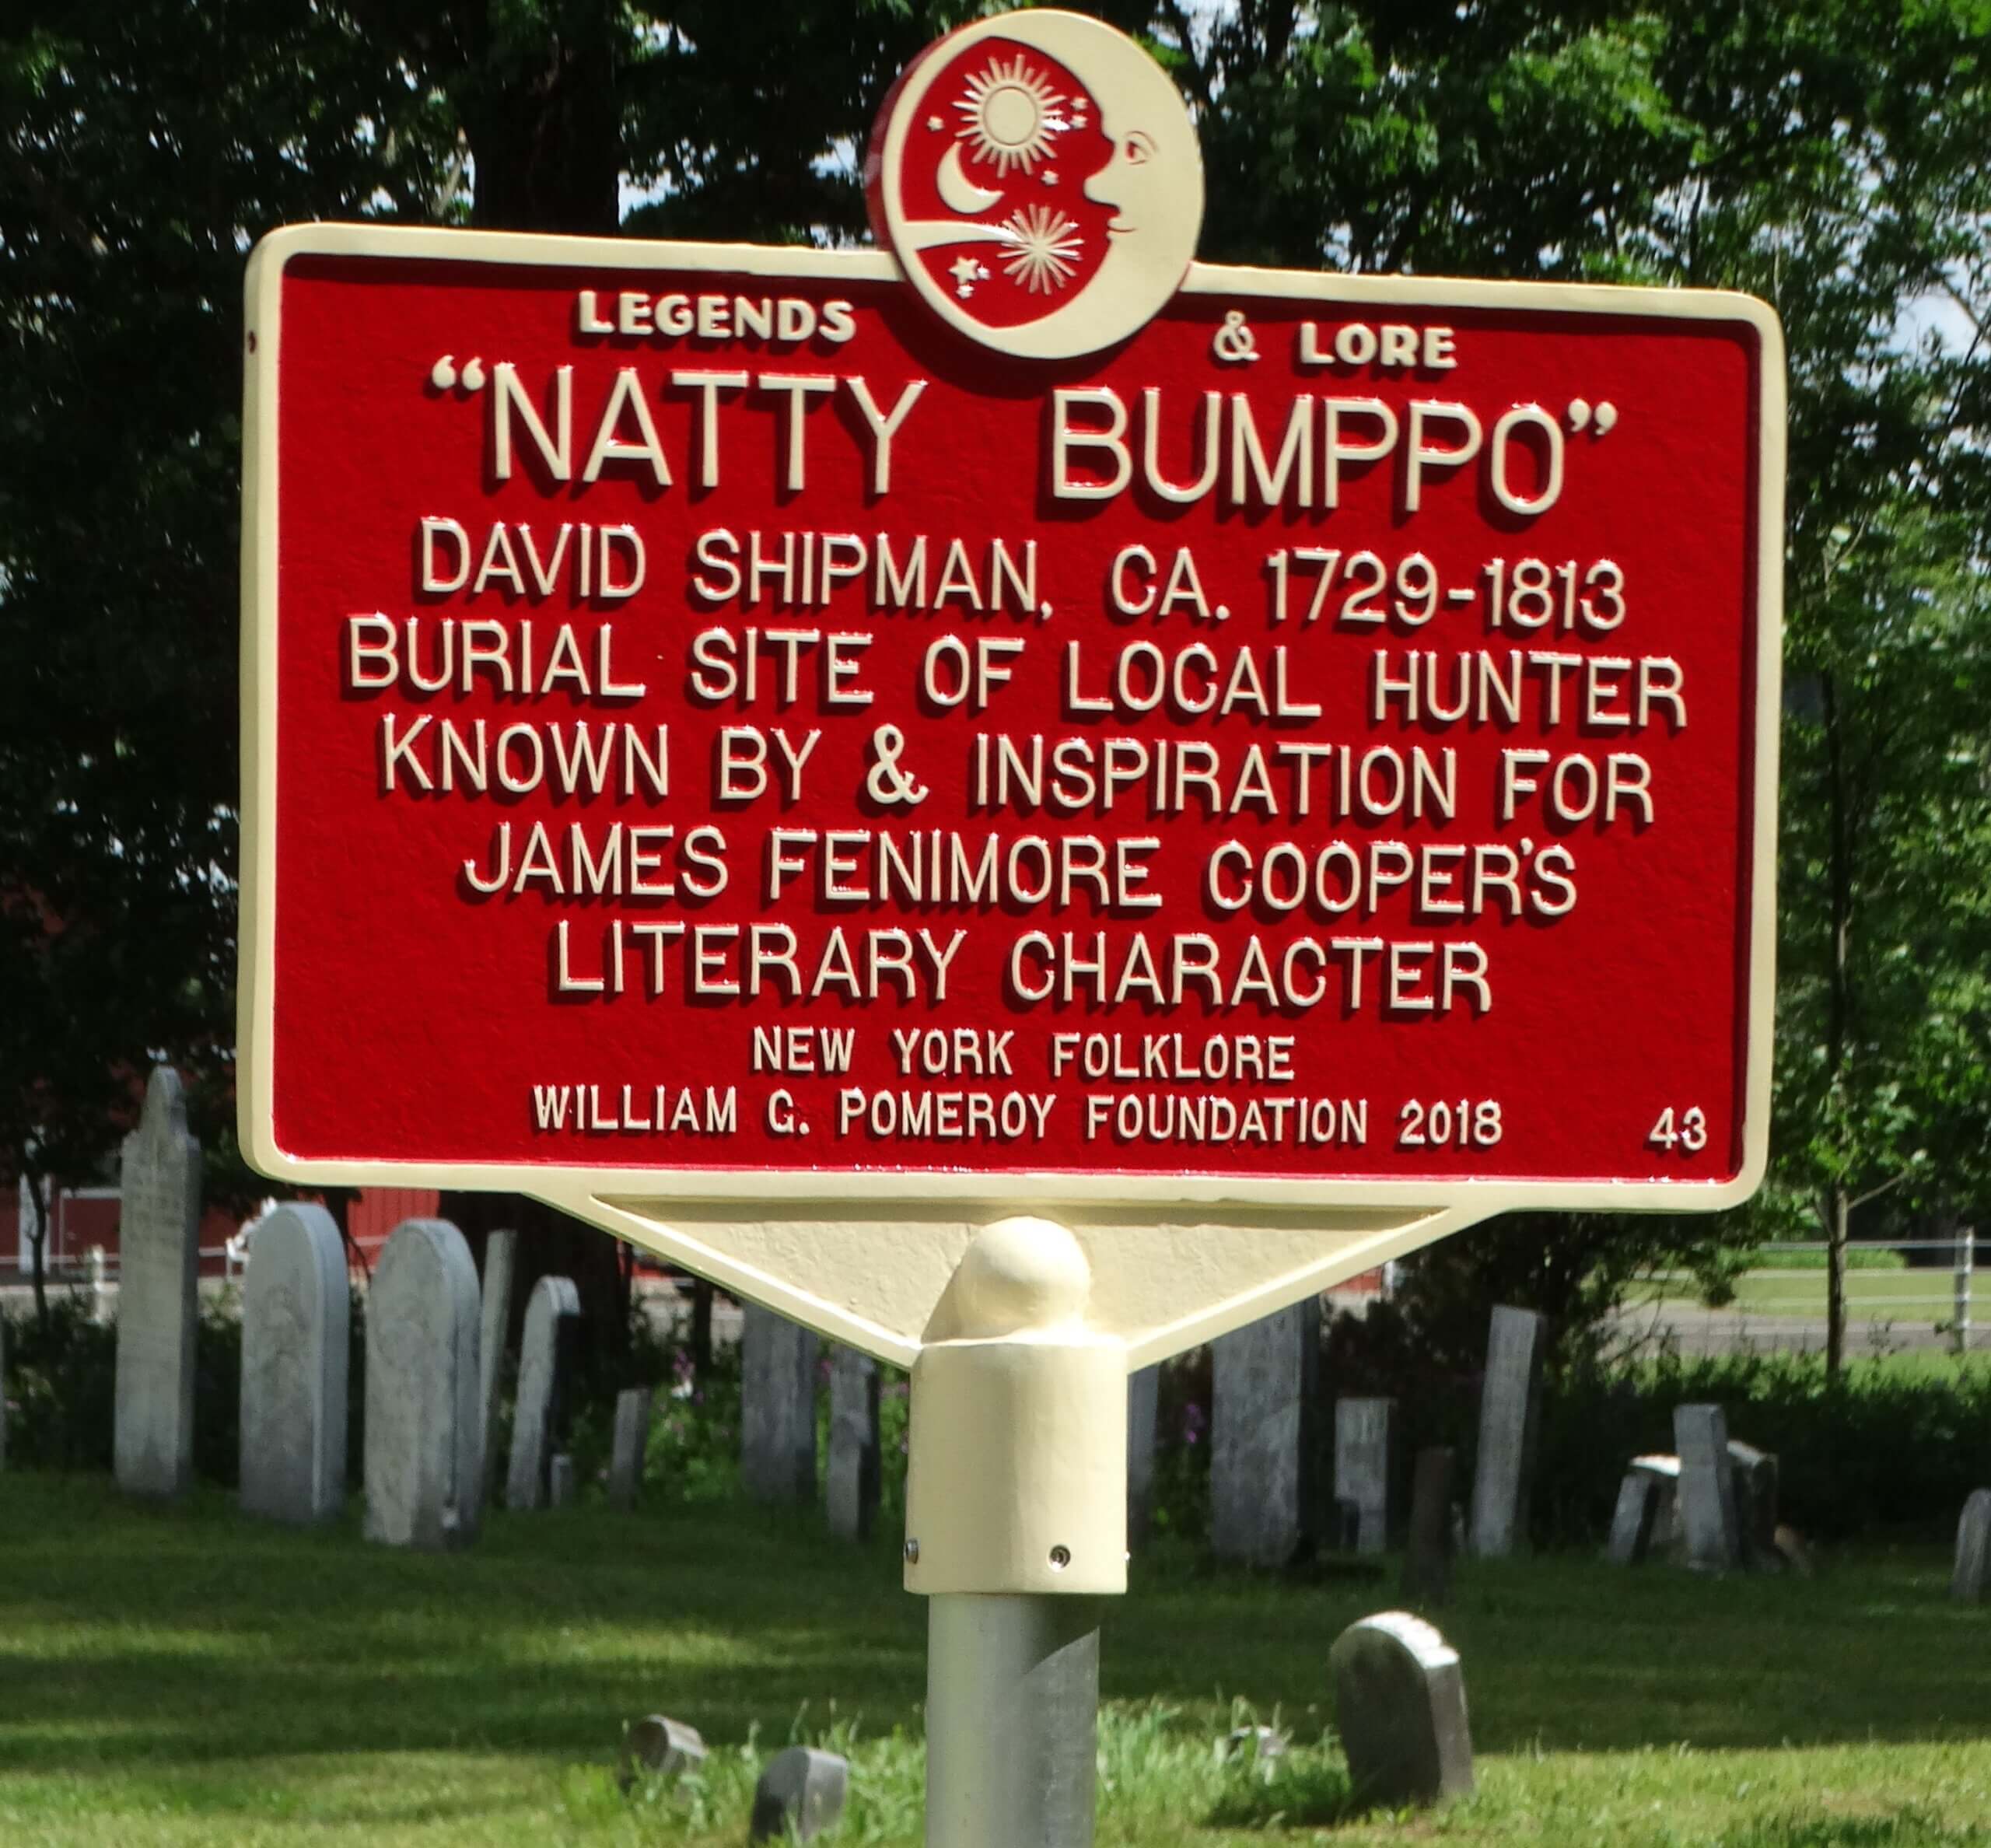 LEGENDS & LORE
“NATTY BUMPPO”
DAVID SHIPMAN, CA. 1729-1813
BURIAL SITE OF LOCAL HUNTER
KNOWN BY & INSPIRATION FOR
JAMES FENIMORE COOPER'S
LITERARY CHARACTER
NEW YORK FOLKLORE
WILLIAM G. POMEROY FOUNDATION 2018 43